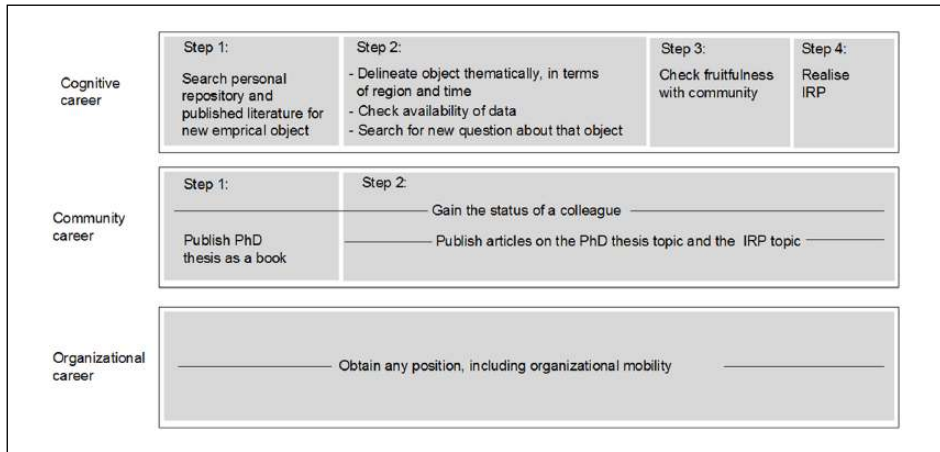 Cognitive
career
Step 1:
Search personal
repository and
published literature for
new emprical object
Step 2:
- Delineate object thematically, in terms
of region and time
- Check availability of data
- Search for new question about that object
Step 3:
Check fruitfulness
with community
Step 4:
Realise
IRP
Community
career
Step 1:
Step 2:
Gain the status of a colleague
Publish PhD
thesis as a book
Publish articles on the PhD thesis topic and the IRP topic
Organizational
career
Obtain any position, including organizational mobility